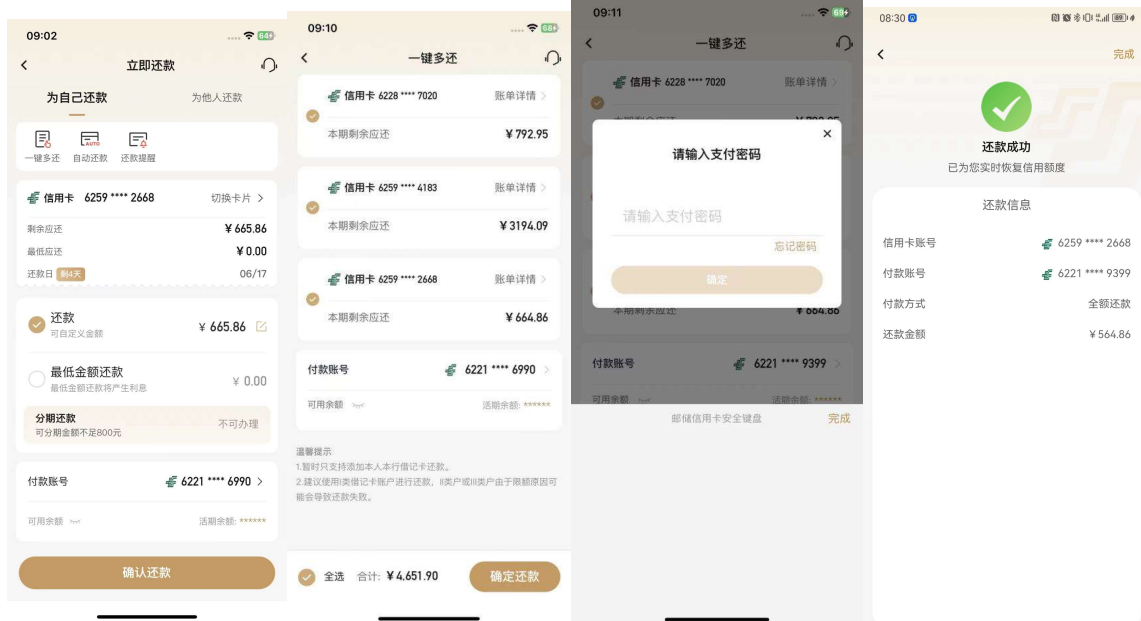 09:02
64
立即还款
为自己还款
为他人还款
一键多还
自动还款
还款提醒
AUTO
信用卡 6259 **** 2668
切换卡片
剩余应还
¥ 665.86
最低应还
¥ 0.00
还款日 剩4天
06/17
还款
可自定义金额
¥ 665.86
最低金额还款
最低金额还款将产生利息
¥ 0.00
分期还款
可分期金额不足800元
不可办理
付款账号
6221 **** 6990
可用余额
活期余额: ******
确认还款
09:10
68
一键多还
信用卡 6228 **** 7020
账单详情
本期剩余应还
¥ 792.95
信用卡 6259 **** 4183
账单详情
本期剩余应还
¥ 3194.09
信用卡 6259 **** 2668
账单详情
本期剩余应还
¥ 664.86
付款账号
6221 **** 6990
可用余额
活期余额: ******
温馨提示
1.暂时只支持添加本人本行借记卡还款。
2.建议使用I类借记卡账户进行还款，II类户或III类户由于限额原因可
能会导致还款失败。
全选
合计: ¥ 4,651.90
确定还款
09:11
69
一键多还
信用卡 6228 **** 7020
账单详情
请输入支付密码
请输入支付密码
忘记密码
确定
本期剩余应还
¥ 664.86
付款账号
6221 **** 9399
可用余额
活期余额: ******
邮储信用卡安全键盘
完成
08:30
89
完成
还款成功
已为您实时恢复信用额度
还款信息
信用卡账号
6259 **** 2668
付款账号
6221 **** 9399
付款方式
全额还款
还款金额
¥ 564.86